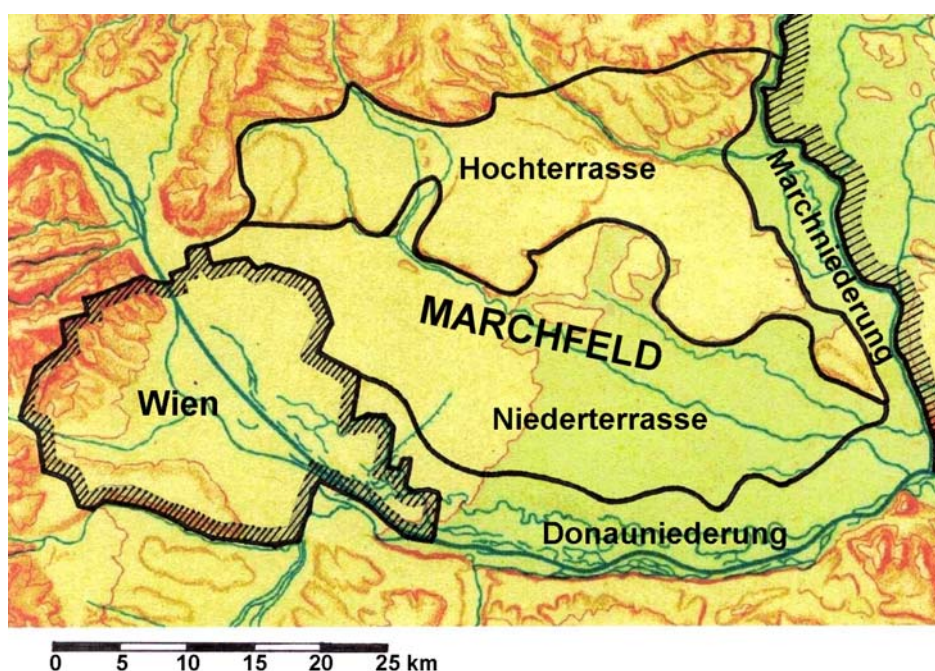 Hochterrasse
Marchniederung
MARCHFELD
Wien
Niederterrasse
Donauniederung
0 5 10 15 20 25 km